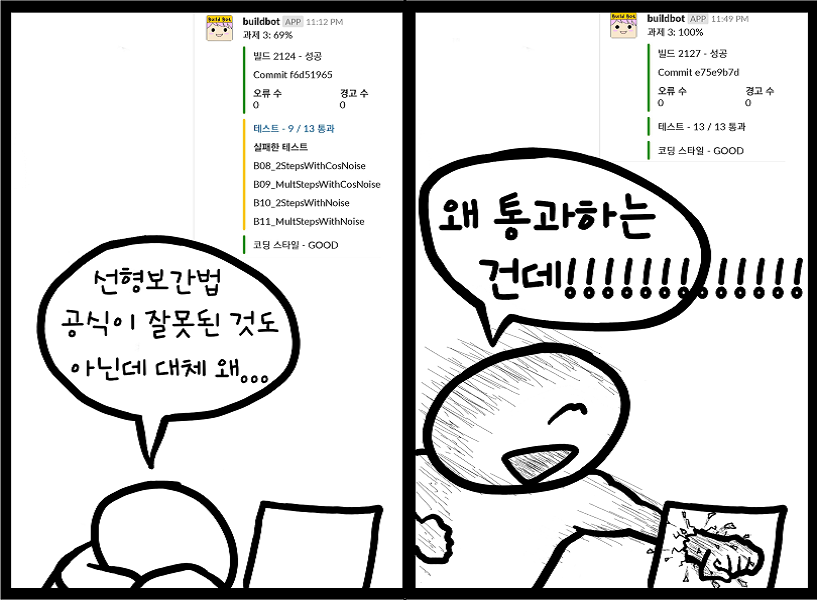 Build Bot
buildbot APP 11:12 PM
과제 3: 69%
빌드 2124 - 성공
Commit f6d51965
오류 수 경고 수
0 0
테스트 - 9 / 13 통과
실패한 테스트
B08_2StepsWithCosNoise
B09_MultStepsWithCosNoise
B10_2StepsWithNoise
B11_MultStepsWithNoise
코딩 스타일 - GOOD
선형보간법
공식이 잘못된 것도
아닌데 대체 왜...
Build Bot
buildbot APP 11:49 PM
과제 3: 100%
빌드 2127 - 성공
Commit e75e9b7d
오류 수 경고 수
0 0
테스트 - 13 / 13 통과
코딩 스타일 - GOOD
왜 통과하는
건데!!!!!!!!!!!!!